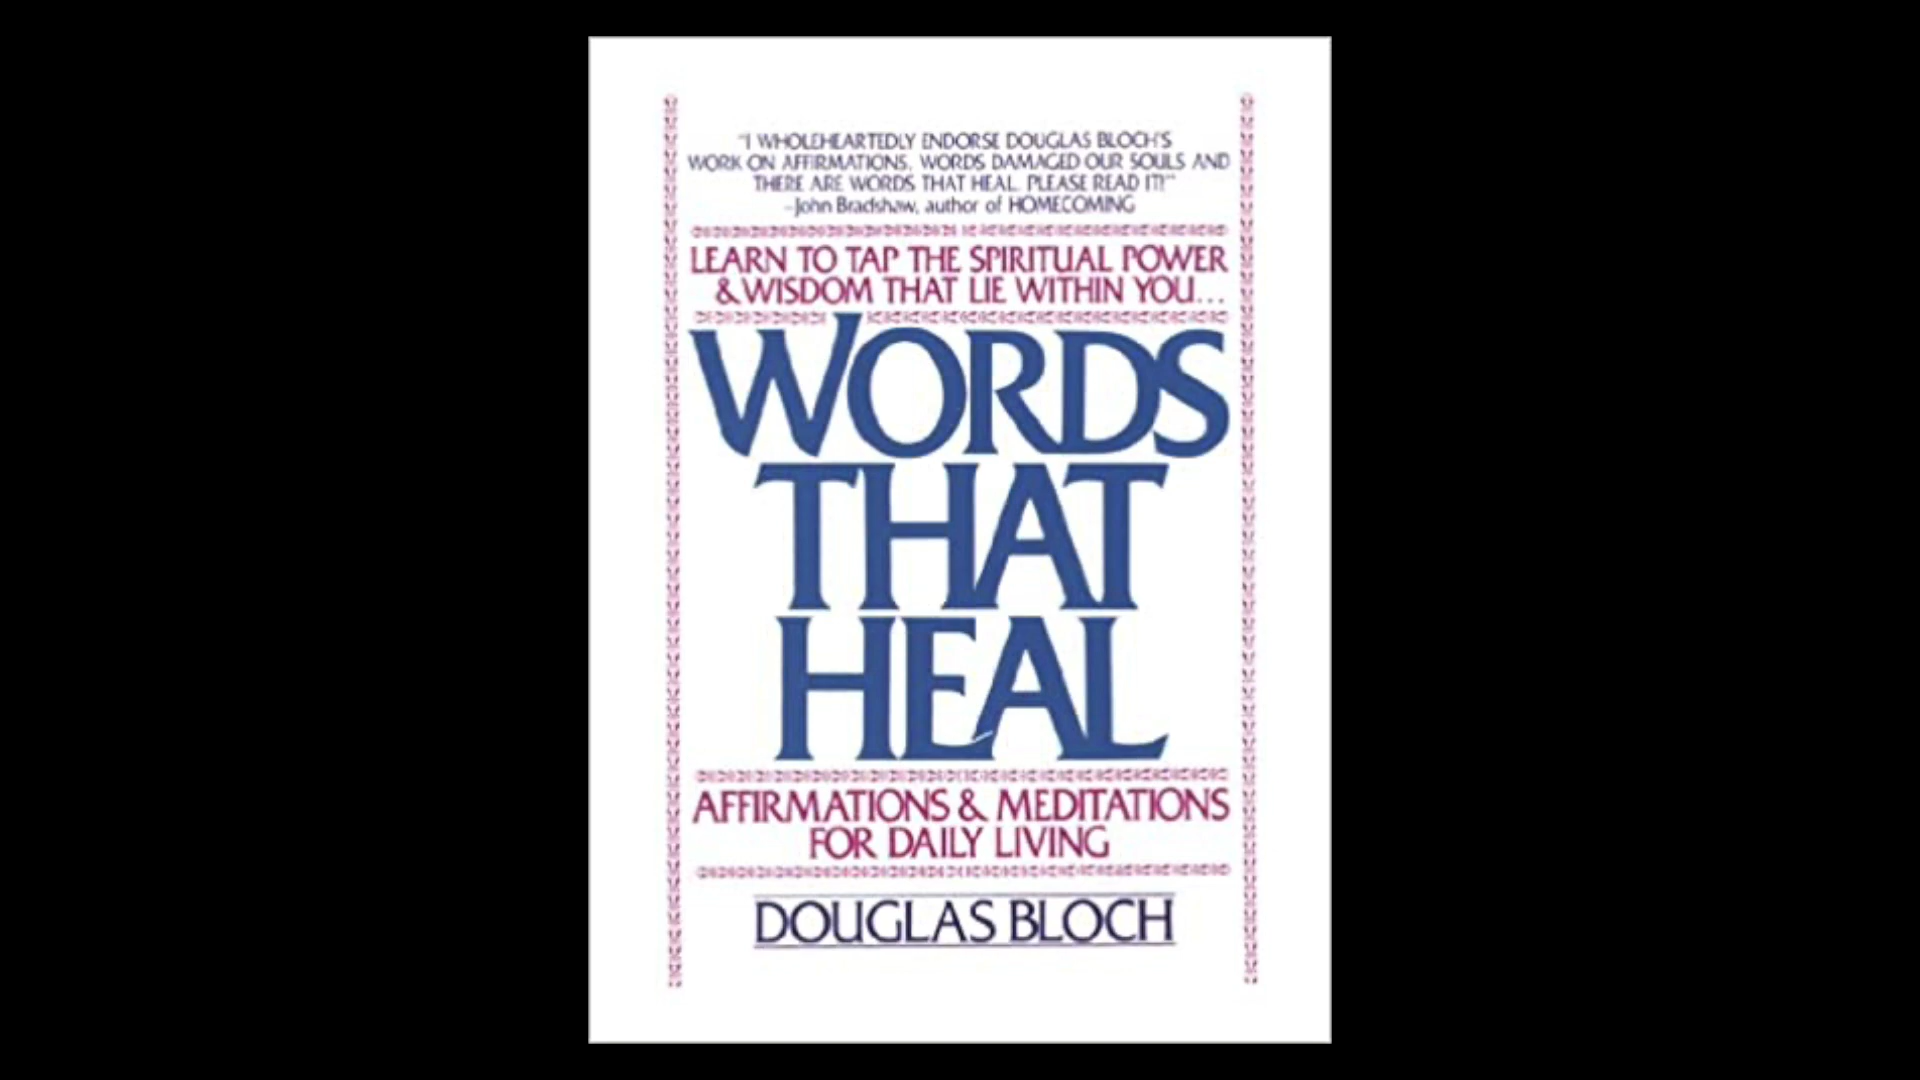 "I WHOLEHEARTEDLY ENDORSE DOUGLAS BLOCH'S
WORK ON AFFIRMATIONS. WORDS DAMAGED OUR SOULS AND
THERE ARE WORDS THAT HEAL. PLEASE READ IT!"
–John Bradshaw, author of HOMECOMING
LEARN TO TAP THE SPIRITUAL POWER
& WISDOM THAT LIE WITHIN YOU...
WORDS
THAT
HEAL
AFFIRMATIONS & MEDITATIONS
FOR DAILY LIVING
DOUGLAS BLOCH